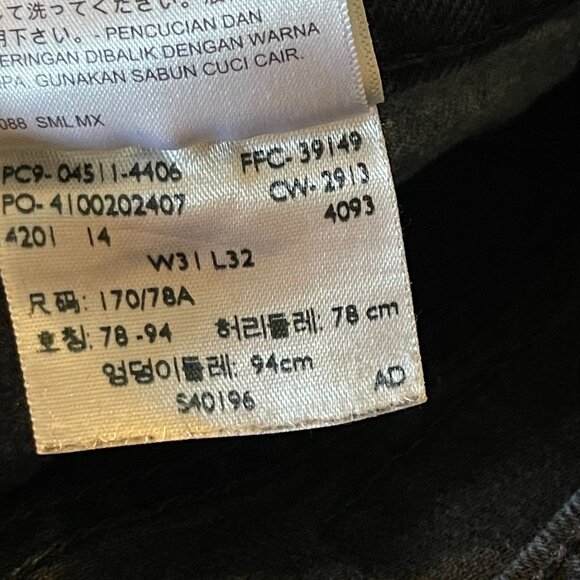 て洗ってください。
用下さい。- PENCUCIAN DAN
ERINGAN DIBALIK DENGAN WARNA
PA. GUNAKAN SABUN CUCI CAIR.
088 SML MX
PC9- 04511-4406 FFC- 39149
PO- 4100202407 CW- 2913
4201 14 4093
W31 L32
尺码: 170/78A
호칭: 78 -94 허리둘레: 78 cm
엉덩이둘레: 94cm
S40196 AD